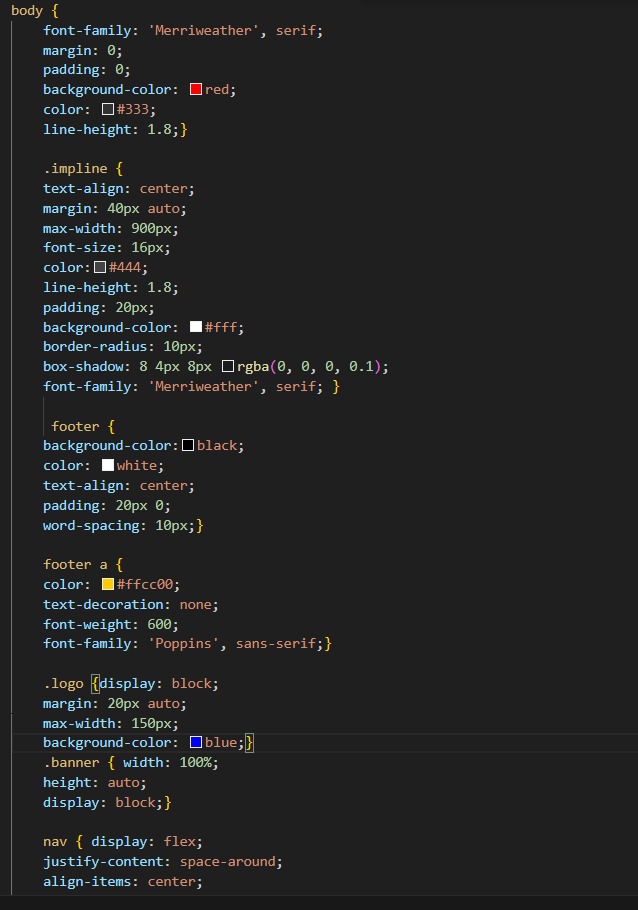 body {
font-family: 'Merriweather', serif;
margin: 0;
padding: 0;
background-color: red;
color: #333;
line-height: 1.8;}
.impline {
text-align: center;
margin: 40px auto;
max-width: 900px;
font-size: 16px;
color:#444;
line-height: 1.8;
padding: 20px;
background-color: #fff;
border-radius: 10px;
box-shadow: 8 4px 8px rgba(0, 0, 0, 0.1);
font-family: 'Merriweather', serif; }
footer {
background-color:black;
color: white;
text-align: center;
padding: 20px 0;
word-spacing: 10px;}
footer a {
color: #ffcc00;
text-decoration: none;
font-weight: 600;
font-family: 'Poppins', sans-serif;}
.logo {display: block;
margin: 20px auto;
max-width: 150px;
background-color: blue;}
.banner { width: 100%;
height: auto;
display: block;}
nav { display: flex;
justify-content: space-around;
align-items: center;